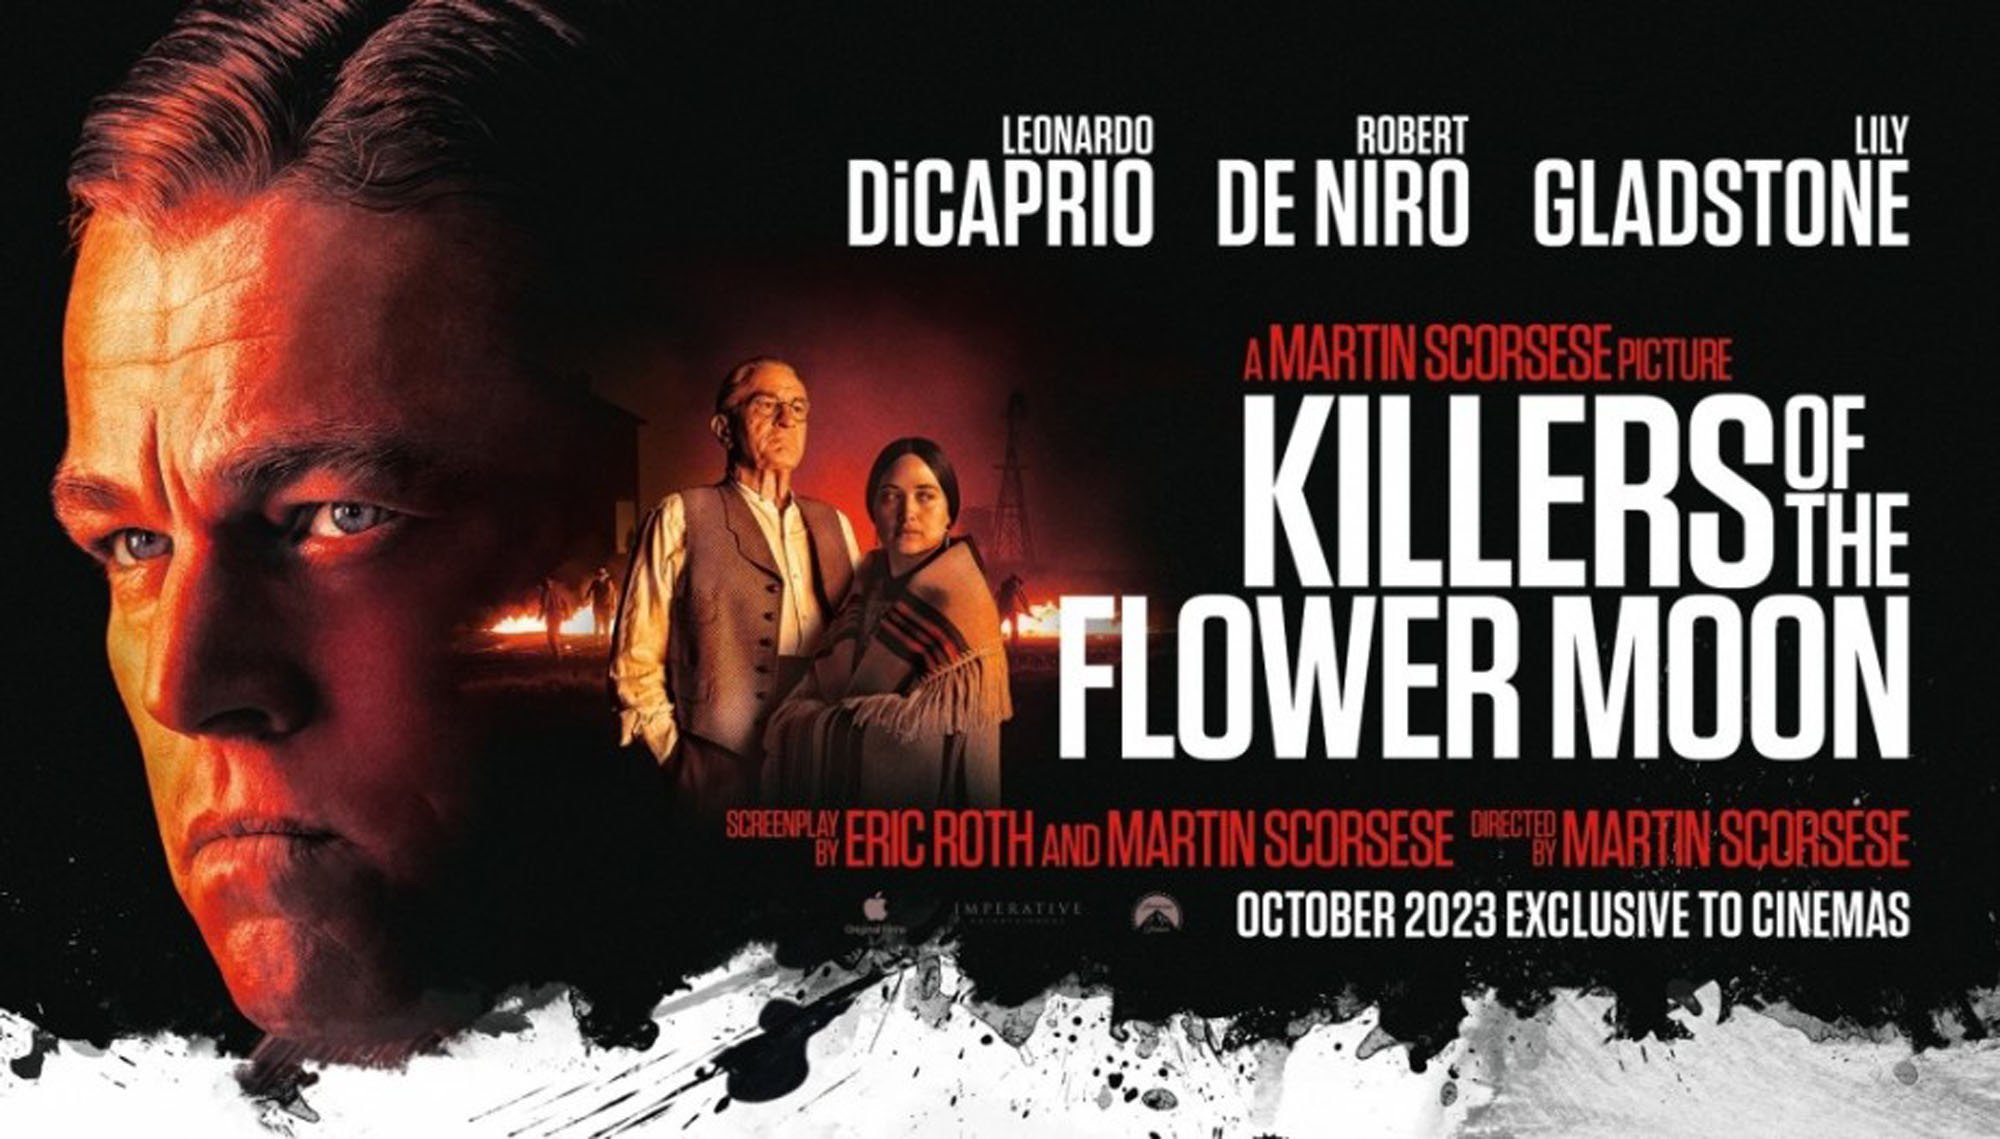 LEONARDO
DiCAPRIO
ROBERT
DE NIRO
LILY
GLADSTONE
A MARTIN SCORSESE PICTURE
KILLERS OF THE
FLOWER MOON
SCREENPLAY BY ERIC ROTH AND MARTIN SCORSESE DIRECTED BY MARTIN SCORSESE
IMPERATIVE
OCTOBER 2023 EXCLUSIVE TO CINEMAS